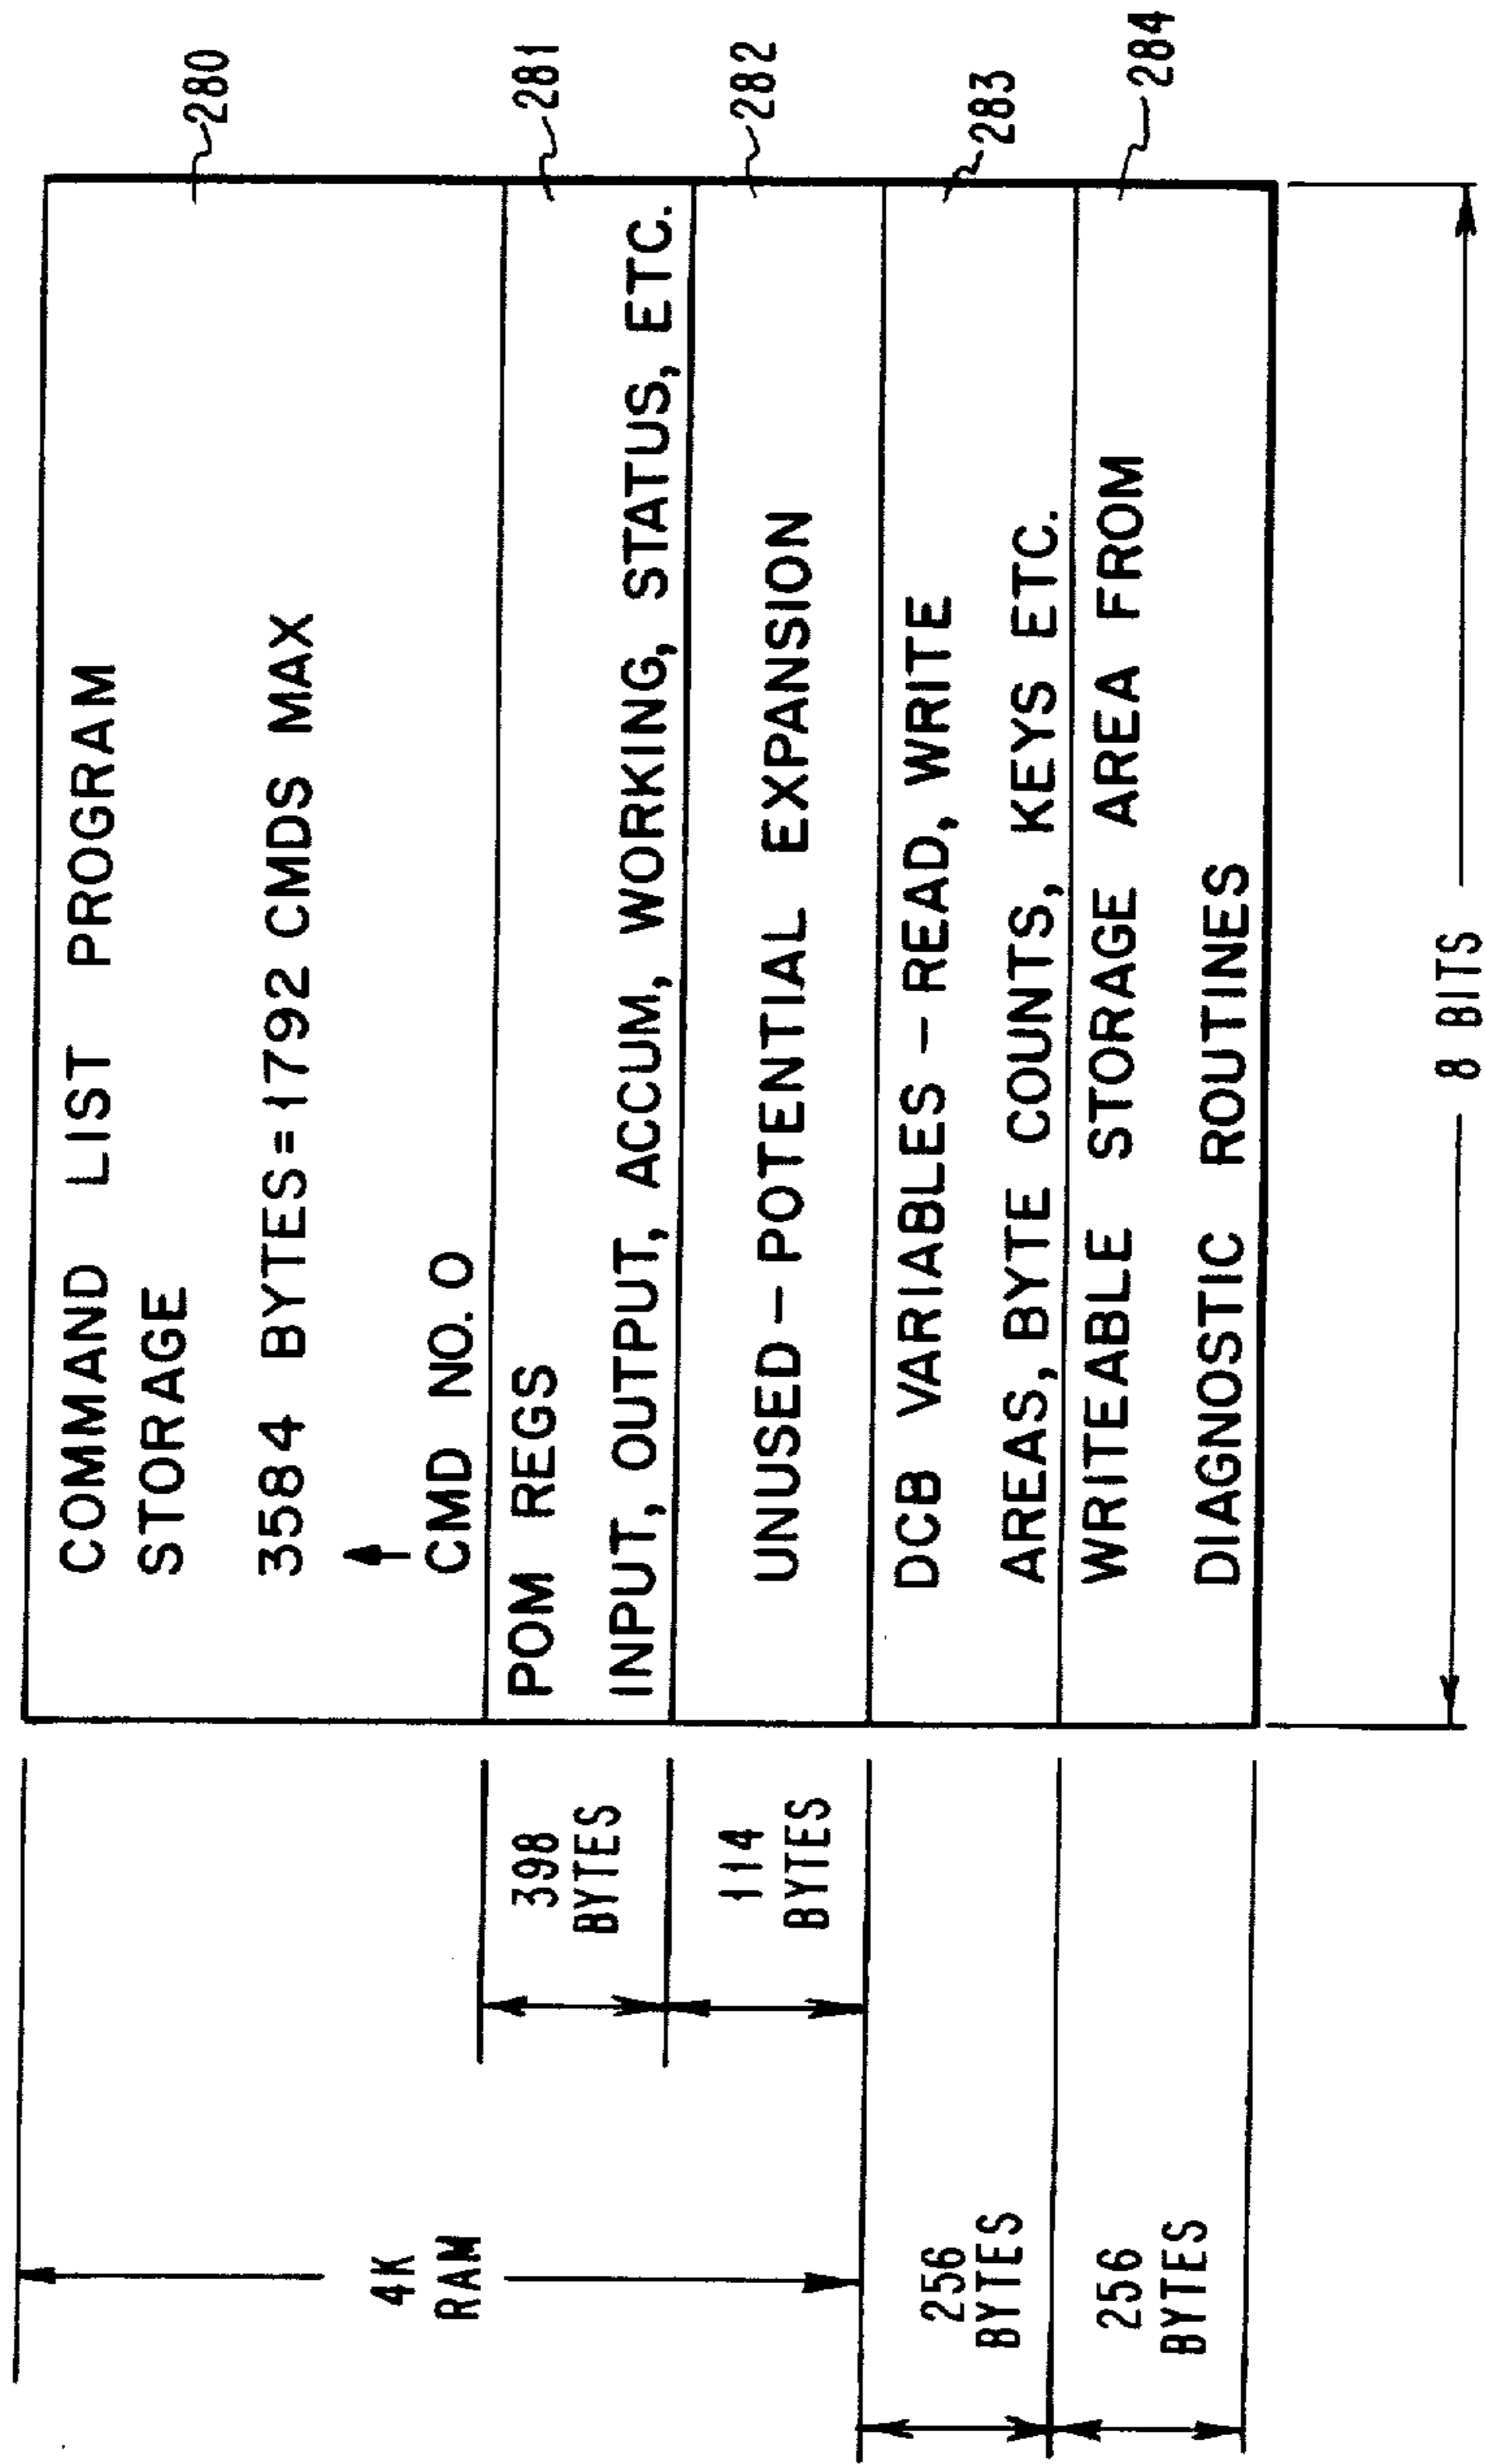 COMMAND LIST PROGRAM
STORAGE
3584 BYTES=1792 CMDS MAX
CMD NO. 0
280
POM REGS
INPUT, OUTPUT, ACCUM, WORKING, STATUS, ETC.
281
UNUSED - POTENTIAL EXPANSION
282
DCB VARIABLES - READ, WRITE
AREAS, BYTE COUNTS, KEYS ETC.
283
WRITEABLE STORAGE AREA FROM
DIAGNOSTIC ROUTINES
284
4K
RAM
398
BYTES
114
BYTES
256
BYTES
256
BYTES
8 BITS